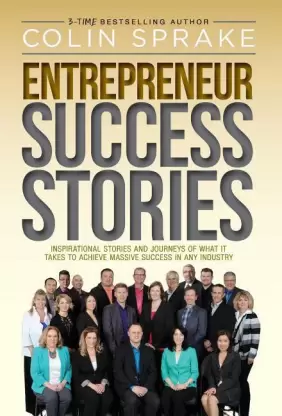 3-TIME BESTSELLING AUTHOR
COLIN SPRAKE
ENTREPRENEUR
SUCCESS
STORIES
INSPIRATIONAL STORIES AND JOURNEYS OF WHAT IT
TAKES TO ACHIEVE MASSIVE SUCCESS IN ANY INDUSTRY